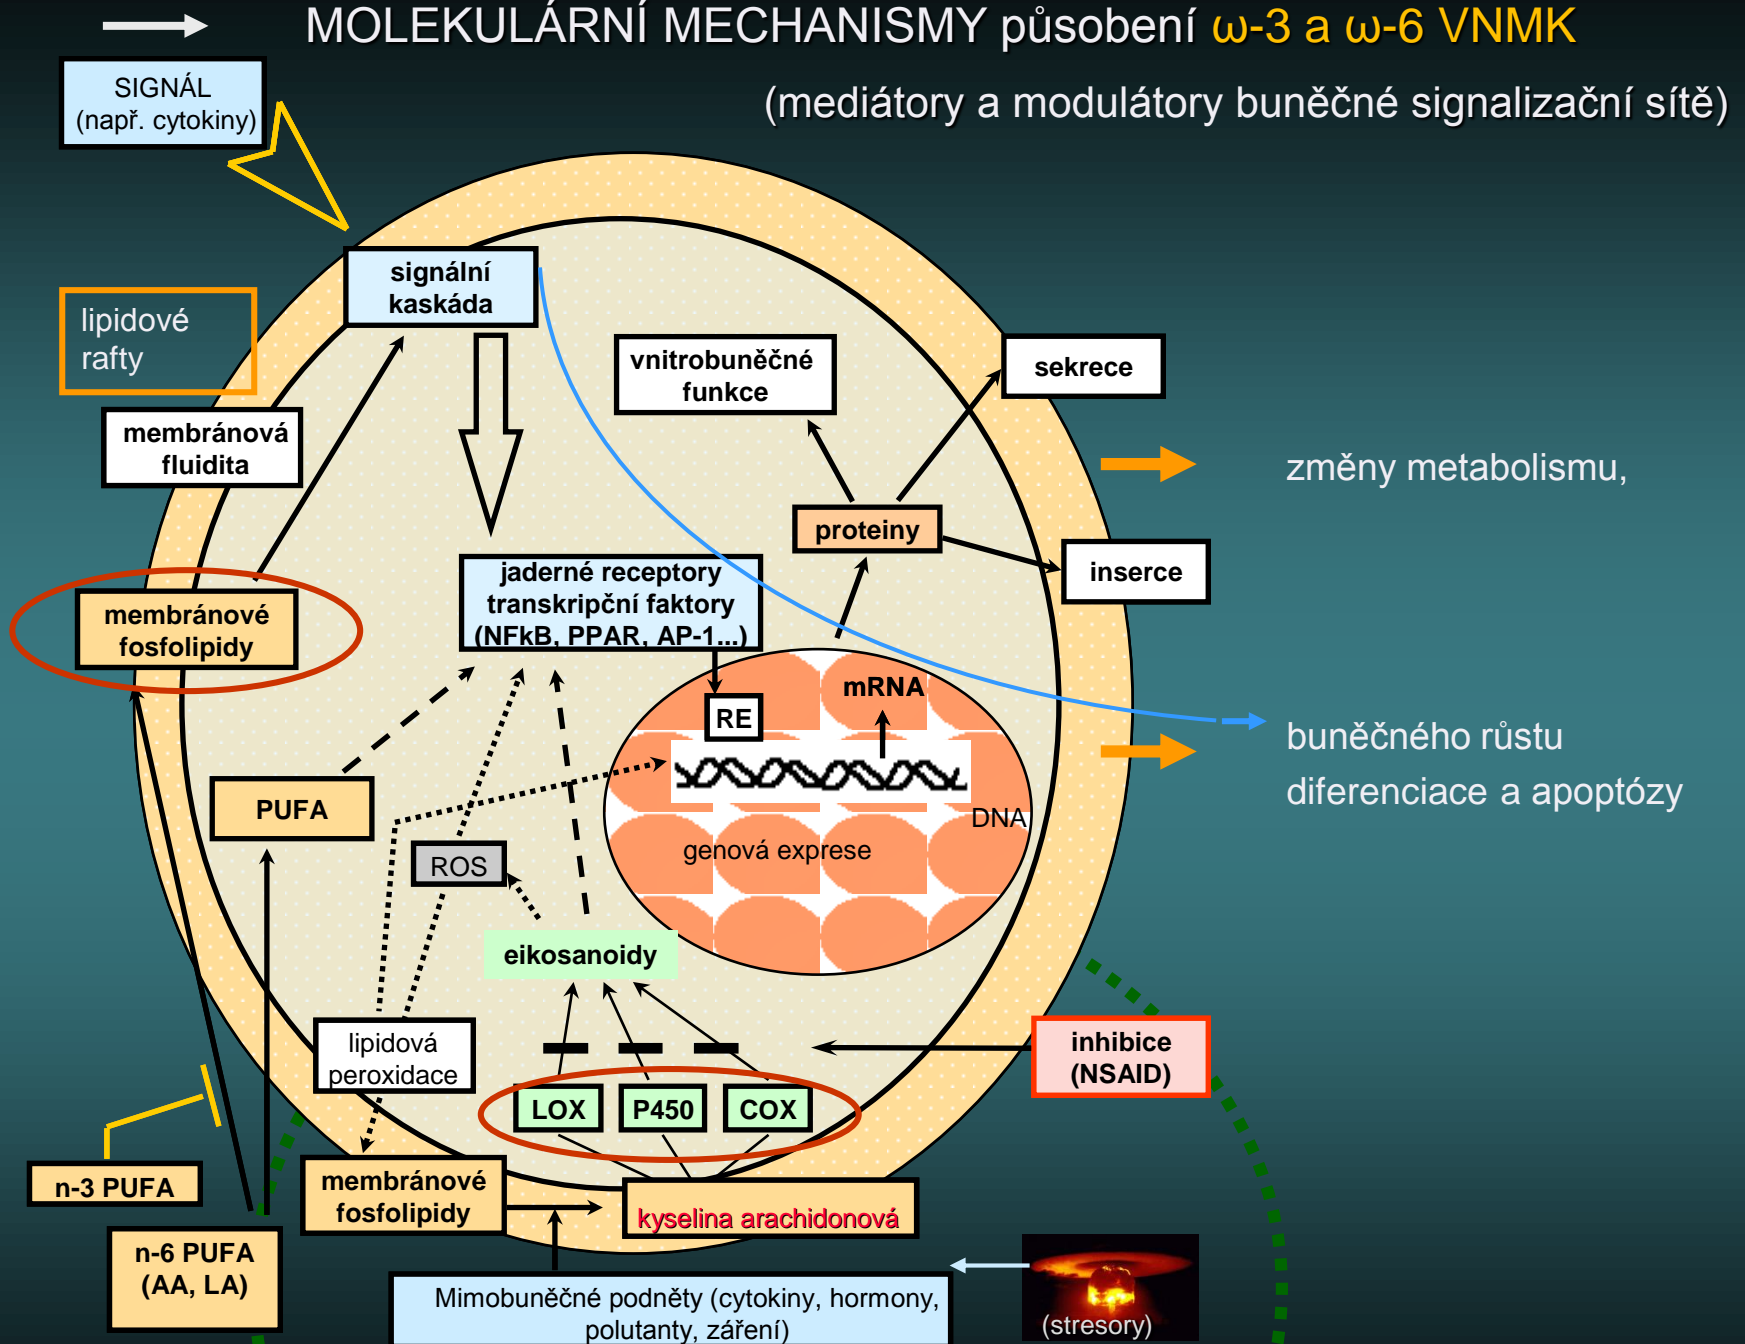 MOLEKULÁRNÍ MECHANISMY působení ω-3 a ω-6 VNMK
(mediátory a modulátory buněčné signalizační sítě)
SIGNÁL
(např. cytokiny)
signální
kaskáda
lipidové
rafty
vnitrobuněčné
funkce
sekrece
membránová
fluidita
změny metabolismu,
proteiny
inserce
jaderné receptory
transkripční faktory
(NFkB, PPAR, AP-1...)
membránové
fosfolipidy
mRNA
RE
buněčného růstu
diferenciace a apoptózy
PUFA
DNA
genová exprese
ROS
eikosanoidy
lipidová
peroxidace
inhibice
(NSAID)
LOX
P450
COX
n-3 PUFA
membránové
fosfolipidy
kyselina arachidonová
n-6 PUFA
(AA, LA)
Mimobuněčné podněty (cytokiny, hormony,
polutanty, záření)
(stresory)